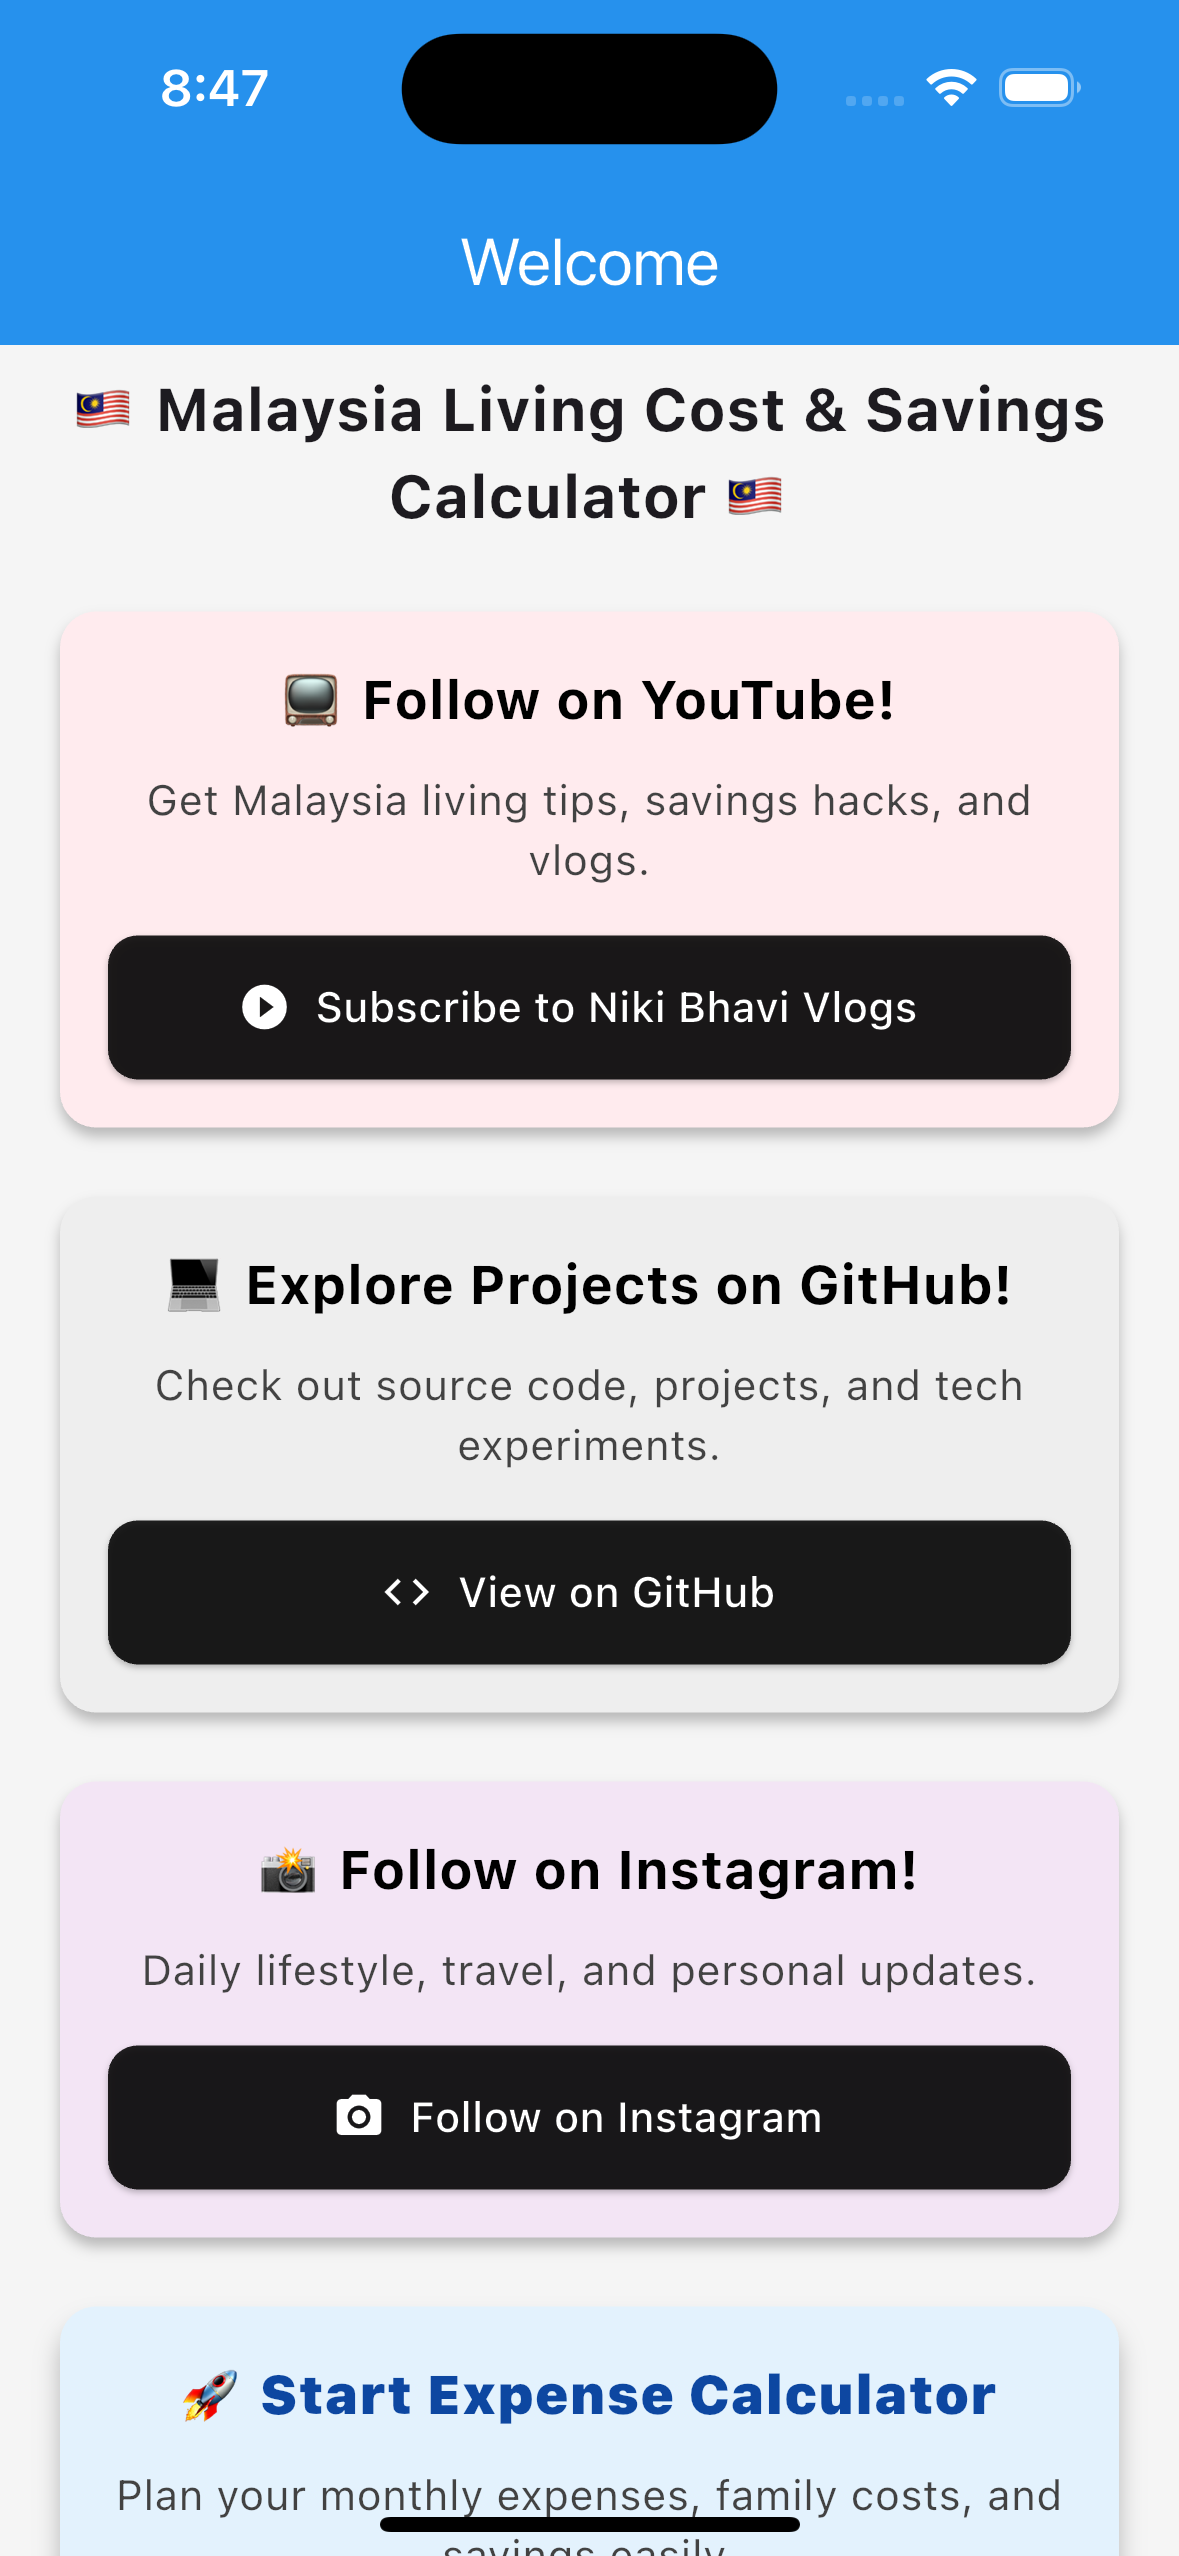 8:47
Welcome
🇲🇾 Malaysia Living Cost & Savings
Calculator 🇲🇾
📺 Follow on YouTube!
Get Malaysia living tips, savings hacks, and
vlogs.
Subscribe to Niki Bhavi Vlogs
💻 Explore Projects on GitHub!
Check out source code, projects, and tech
experiments.
View on GitHub
📸 Follow on Instagram!
Daily lifestyle, travel, and personal updates.
Follow on Instagram
🚀 Start Expense Calculator
Plan your monthly expenses, family costs, and
savings easily